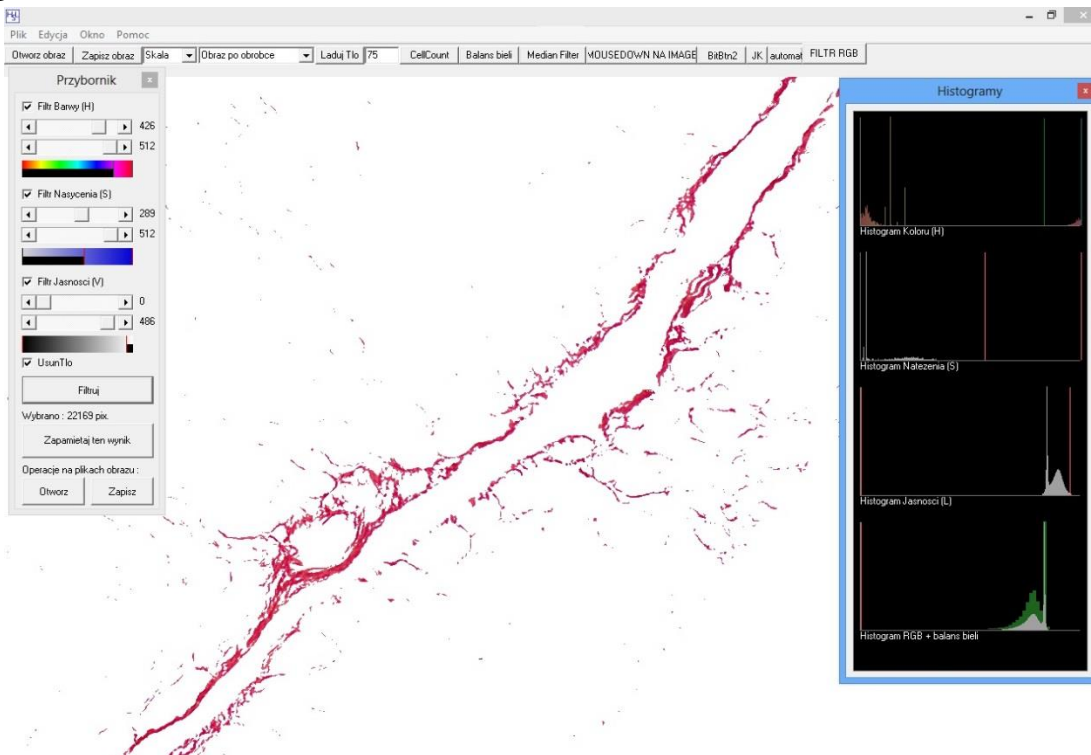 Plik Edycja Okno Pomoc
Otworz obraz Zapisz obraz Skala Obraz po obrobce Laduj Tlo 75 CellCount Balans bieli Median Filter MOUSEDOWN NA IMAGE BitBtn2 JK automat FILTR RGB
Przybornik
Filtr Barwy (H)
426
512
Filtr Nasycenia (S)
289
512
Filtr Jasnosci (V)
0
486
UsunTlo
Filtruj
Wybrano : 22169 pix.
Zapamietaj ten wynik
Operacje na plikach obrazu :
Otworz Zapisz
Histogramy
Histogram Koloru (H)
Histogram Natezenia (S)
Histogram Jasnosci (L)
Histogram RGB + balans bieli